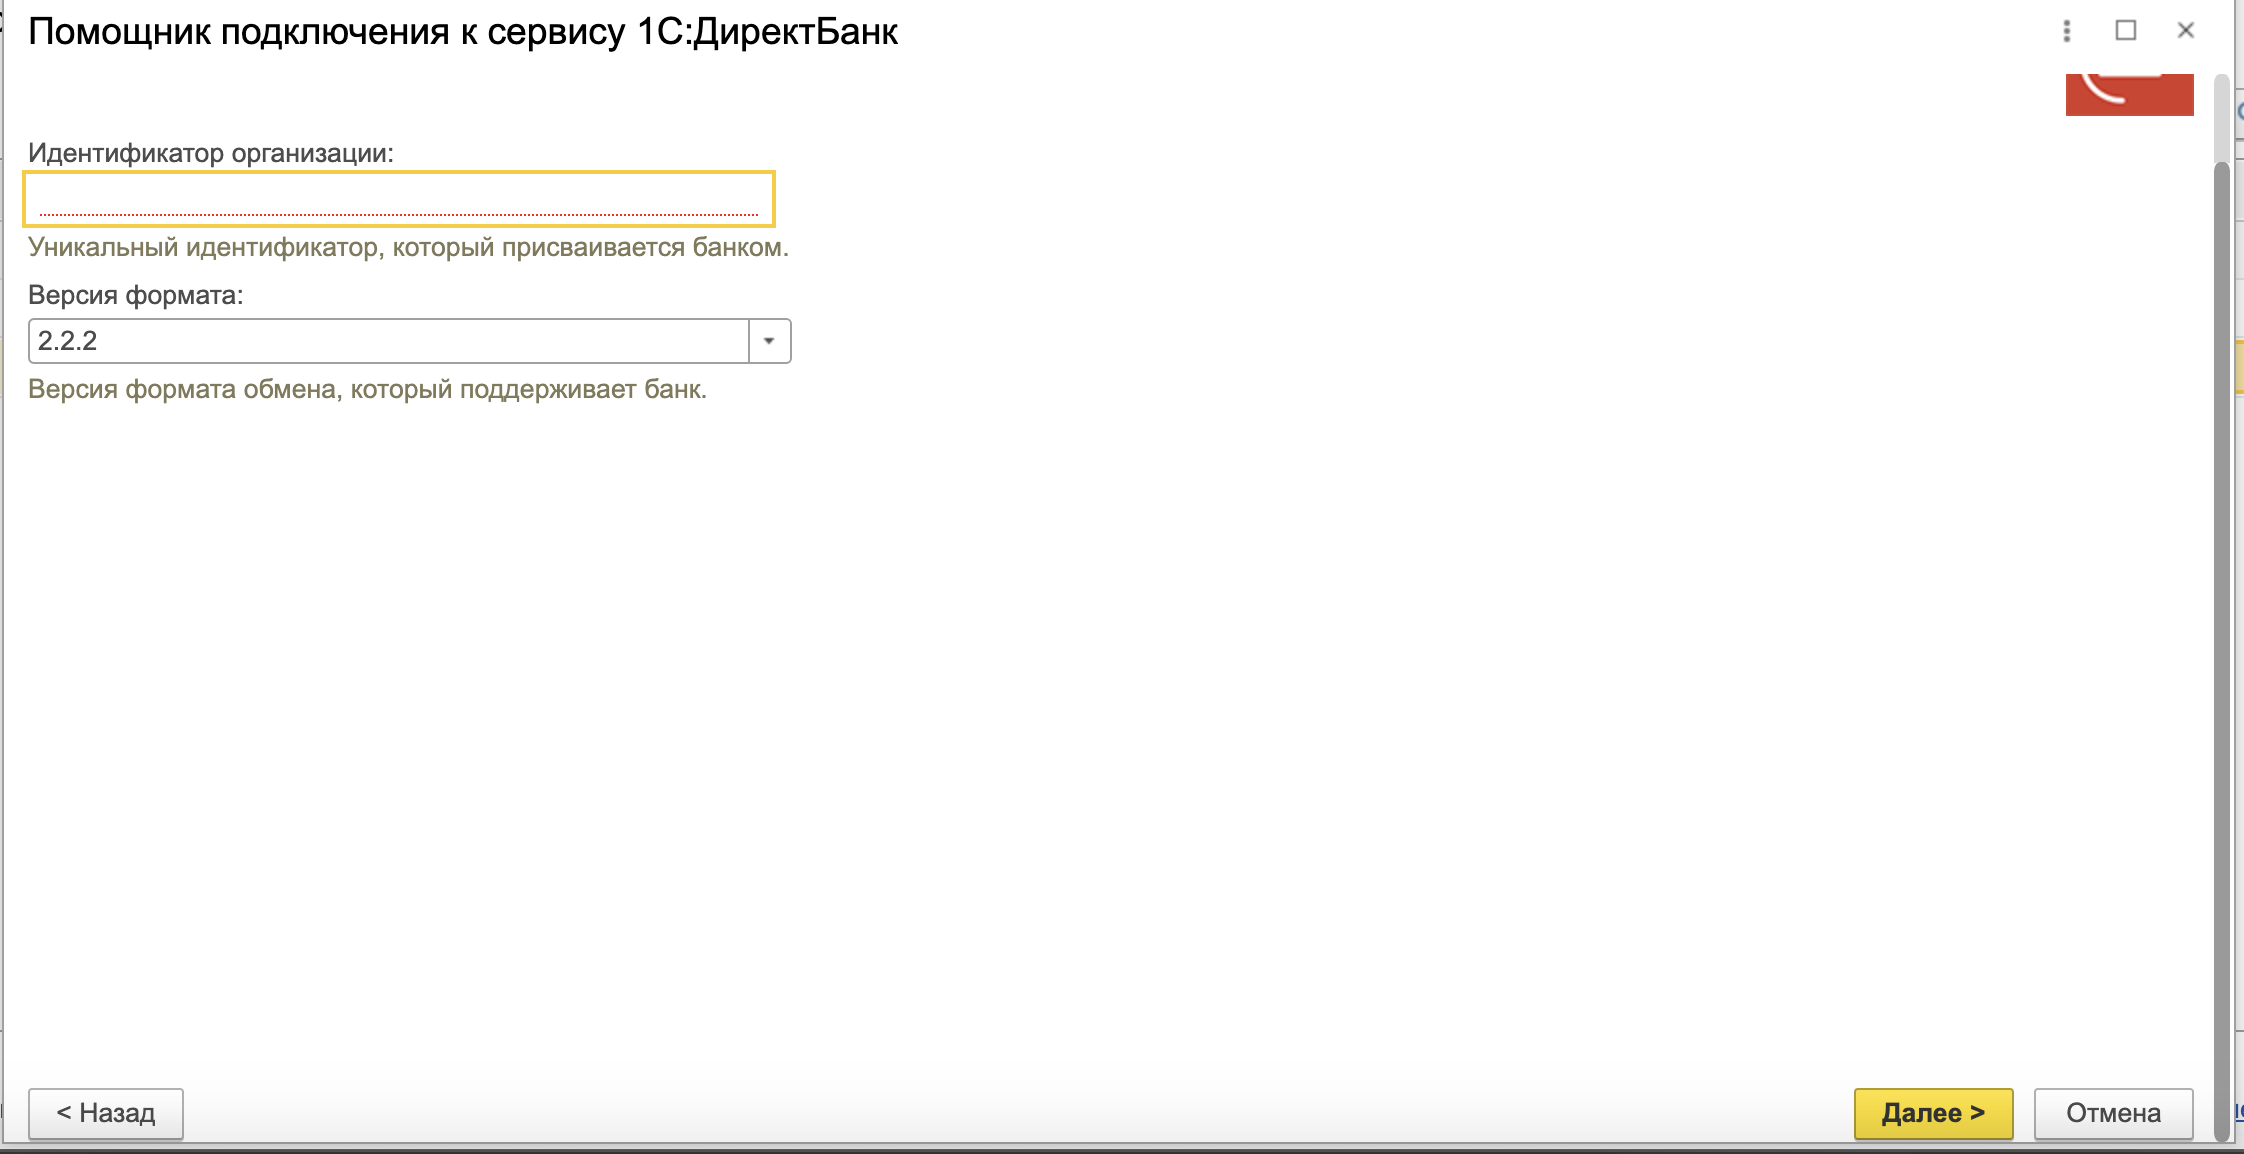 Помощник подключения к сервису 1С:ДиректБанк
Идентификатор организации:
Уникальный идентификатор, который присваивается банком.
Версия формата:
2.2.2
Версия формата обмена, который поддерживает банк.
< Назад
Далее >
Отмена